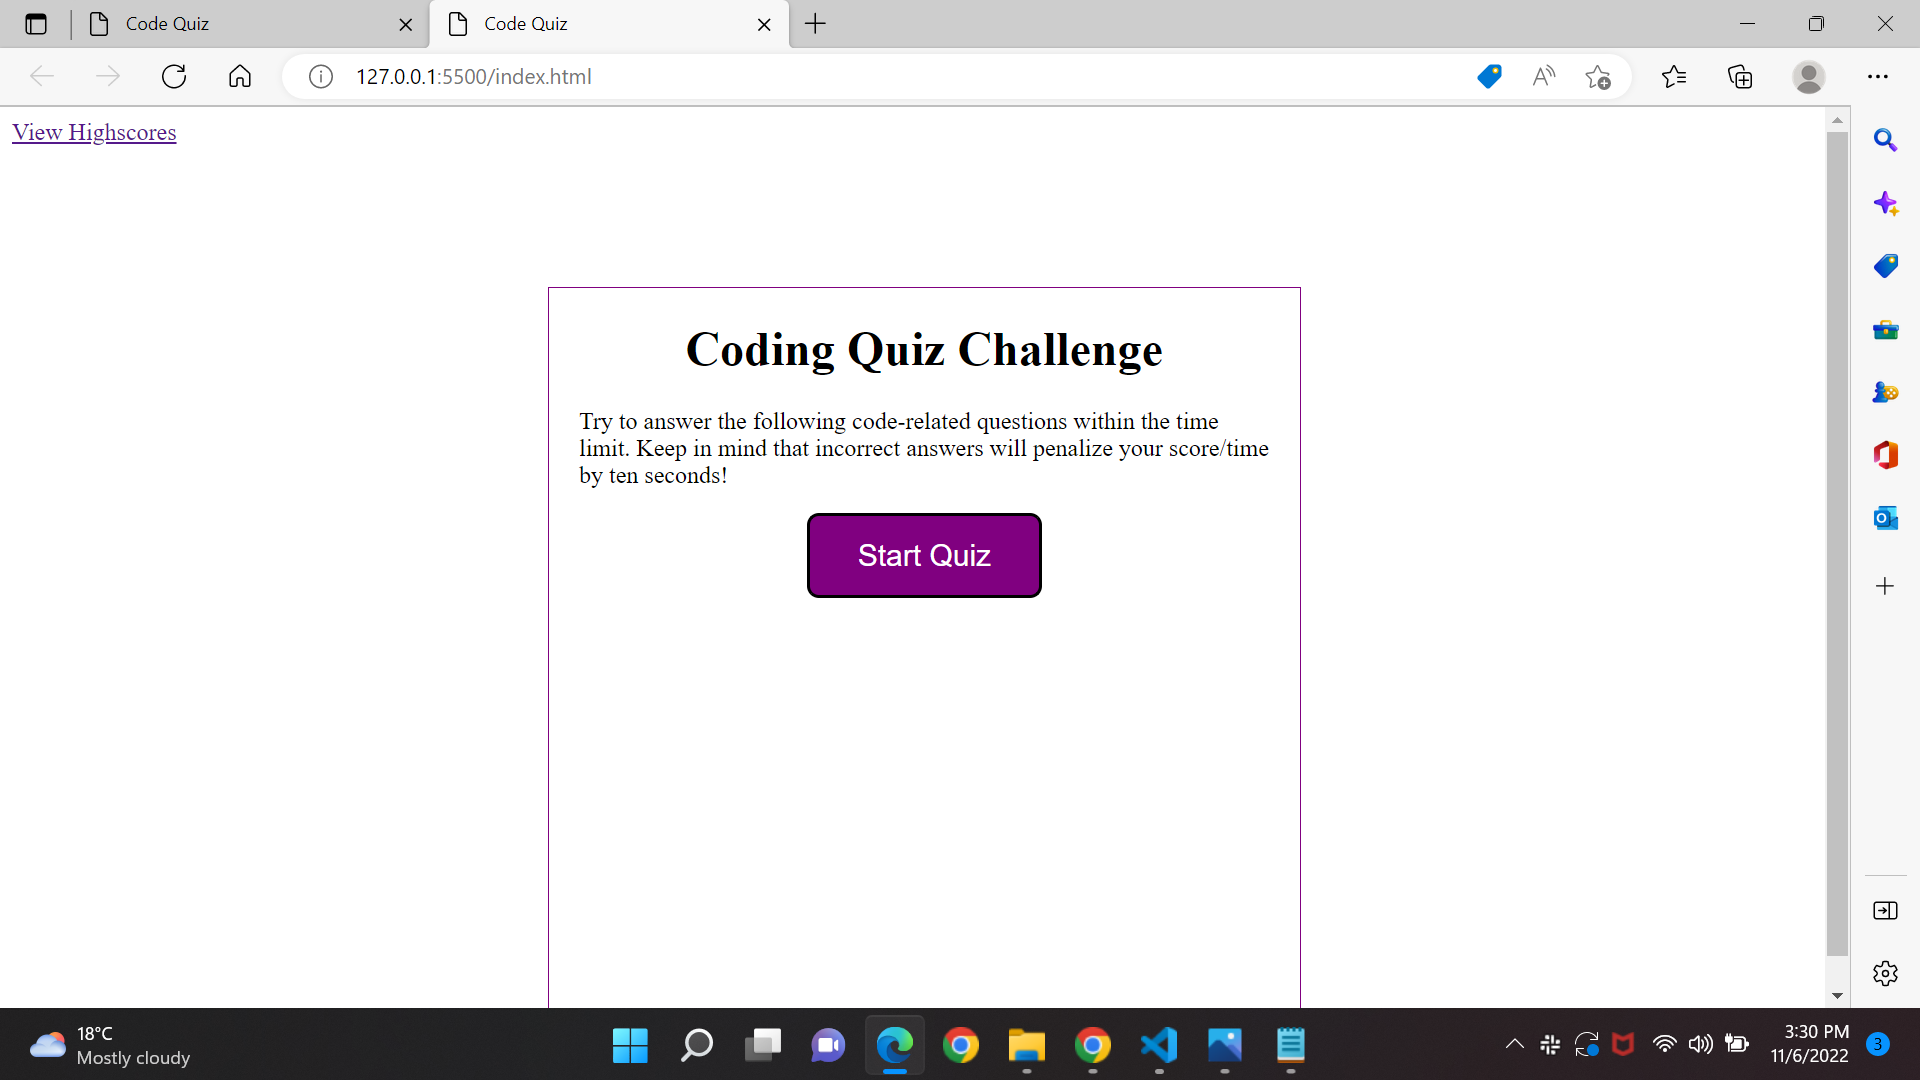 Code Quiz
Code Quiz
127.0.0.1:5500/index.html
View Highscores
Coding Quiz Challenge
Try to answer the following code-related questions within the time
limit. Keep in mind that incorrect answers will penalize your score/time
by ten seconds!
Start Quiz
18°C
Mostly cloudy
3:30 PM
11/6/2022
3